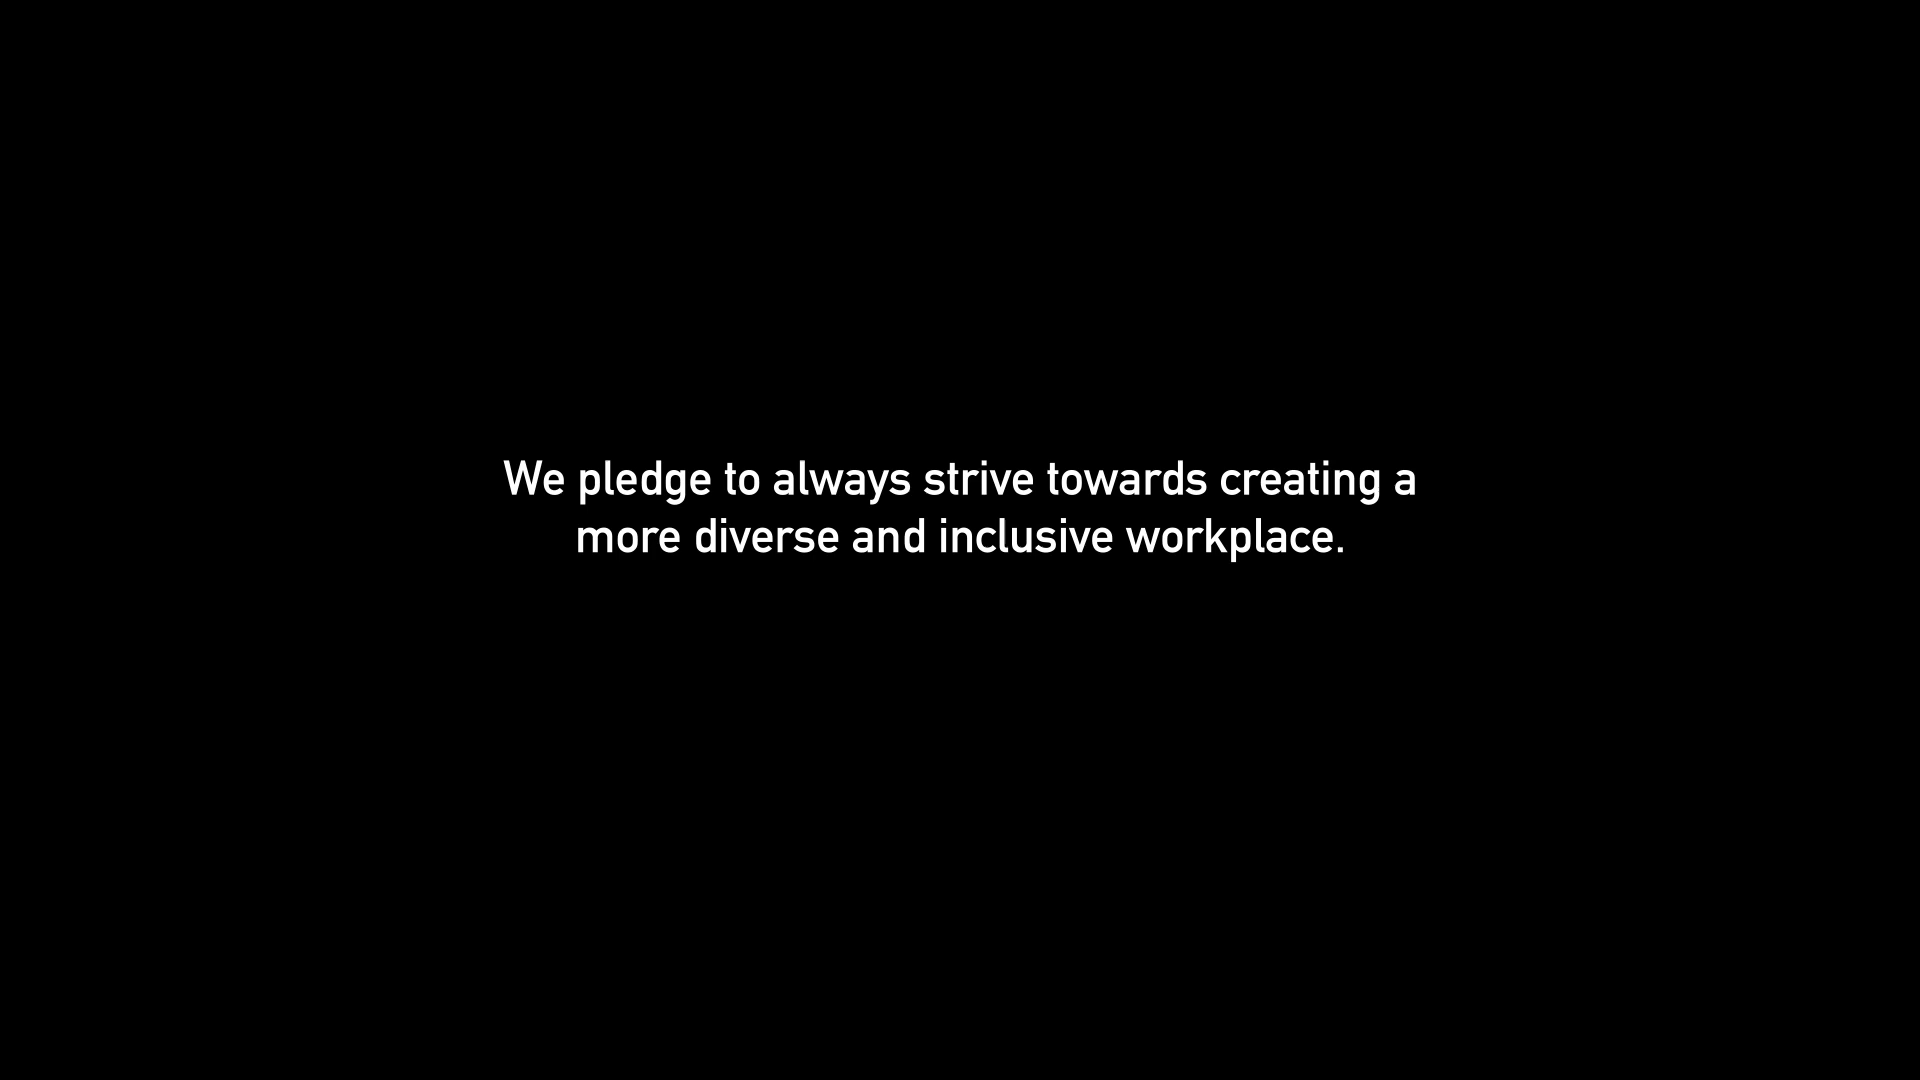 We pledge to always strive towards creating a
more diverse and inclusive workplace.